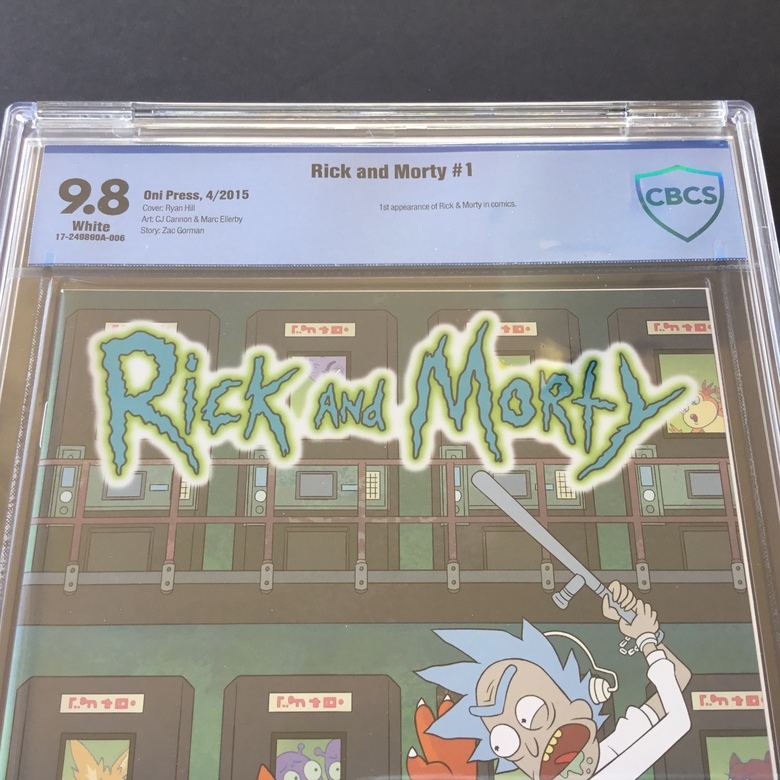 Rick and Morty #1
9.8
White
17-249890A-006
Oni Press, 4/2015
Cover: Ryan Hill
Art: CJ Cannon & Marc Ellerby
Story: Zac Gorman
1st appearance of Rick & Morty in comics.
CBCS
Rick and Morty